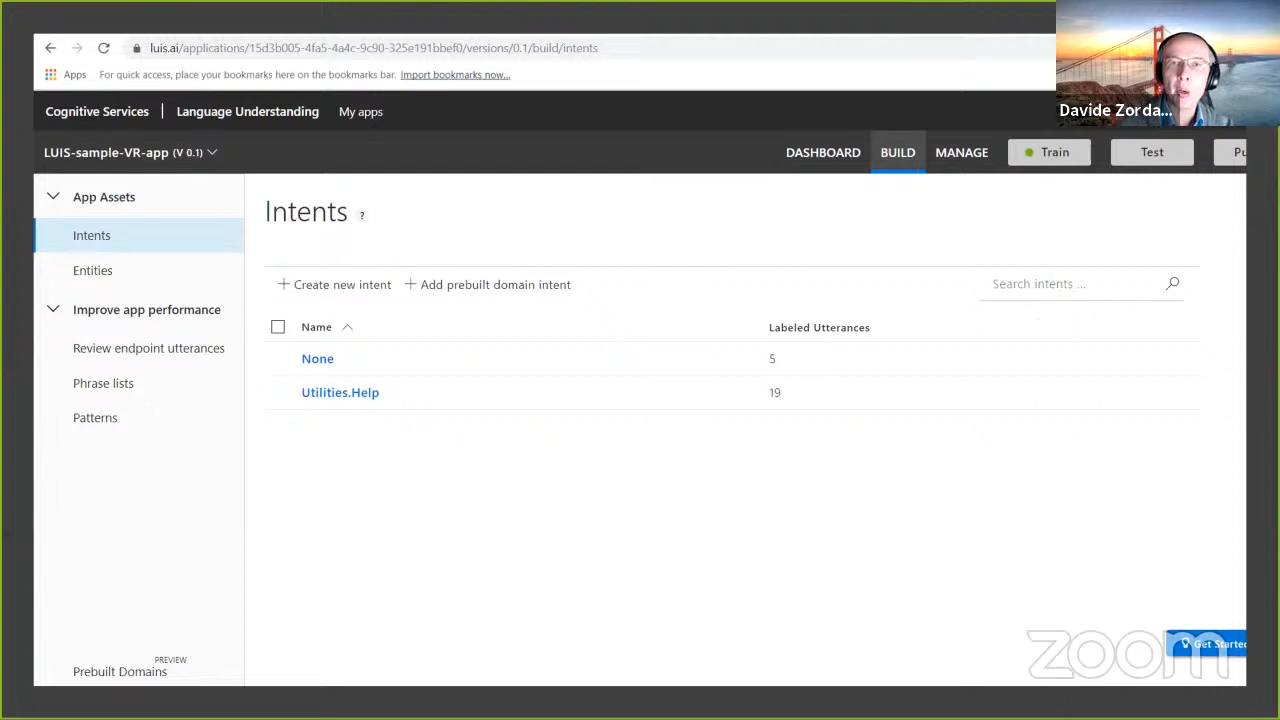 luis.ai/applications/15d3b005-4fa5-4a4c-9c90-325e191bbef0/versions/0.1/build/intents
Apps For quick access, place your bookmarks here on the bookmarks bar. Import bookmarks now...
Davide Zorda...
Cognitive Services | Language Understanding My apps
LUIS-sample-VR-app (V 0.1) DASHBOARD BUILD MANAGE Train Test Pu
App Assets
Intents
Entities
Improve app performance
Review endpoint utterances
Phrase lists
Patterns
PREVIEW
Prebuilt Domains
Intents ?
+ Create new intent + Add prebuilt domain intent Search intents ...
Name Labeled Utterances
None 5
Utilities.Help 19
Get Starte
zoom